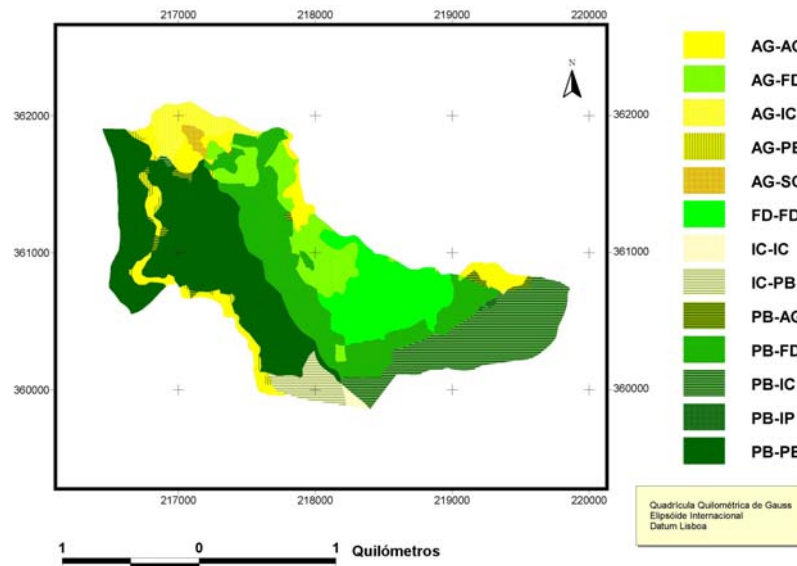 217000 218000 219000 220000
N
362000 362000
361000 361000
360000 360000
217000 218000 219000 220000
1 0 1 Quilómetros
AG-AG
AG-FD
AG-IC
AG-PB
AG-SO
FD-FD
IC-IC
IC-PB
PB-AG
PB-FD
PB-IC
PB-IP
PB-PB
Quadrícula Quilométrica de Gauss
Elipsóide Internacional
Datum Lisboa